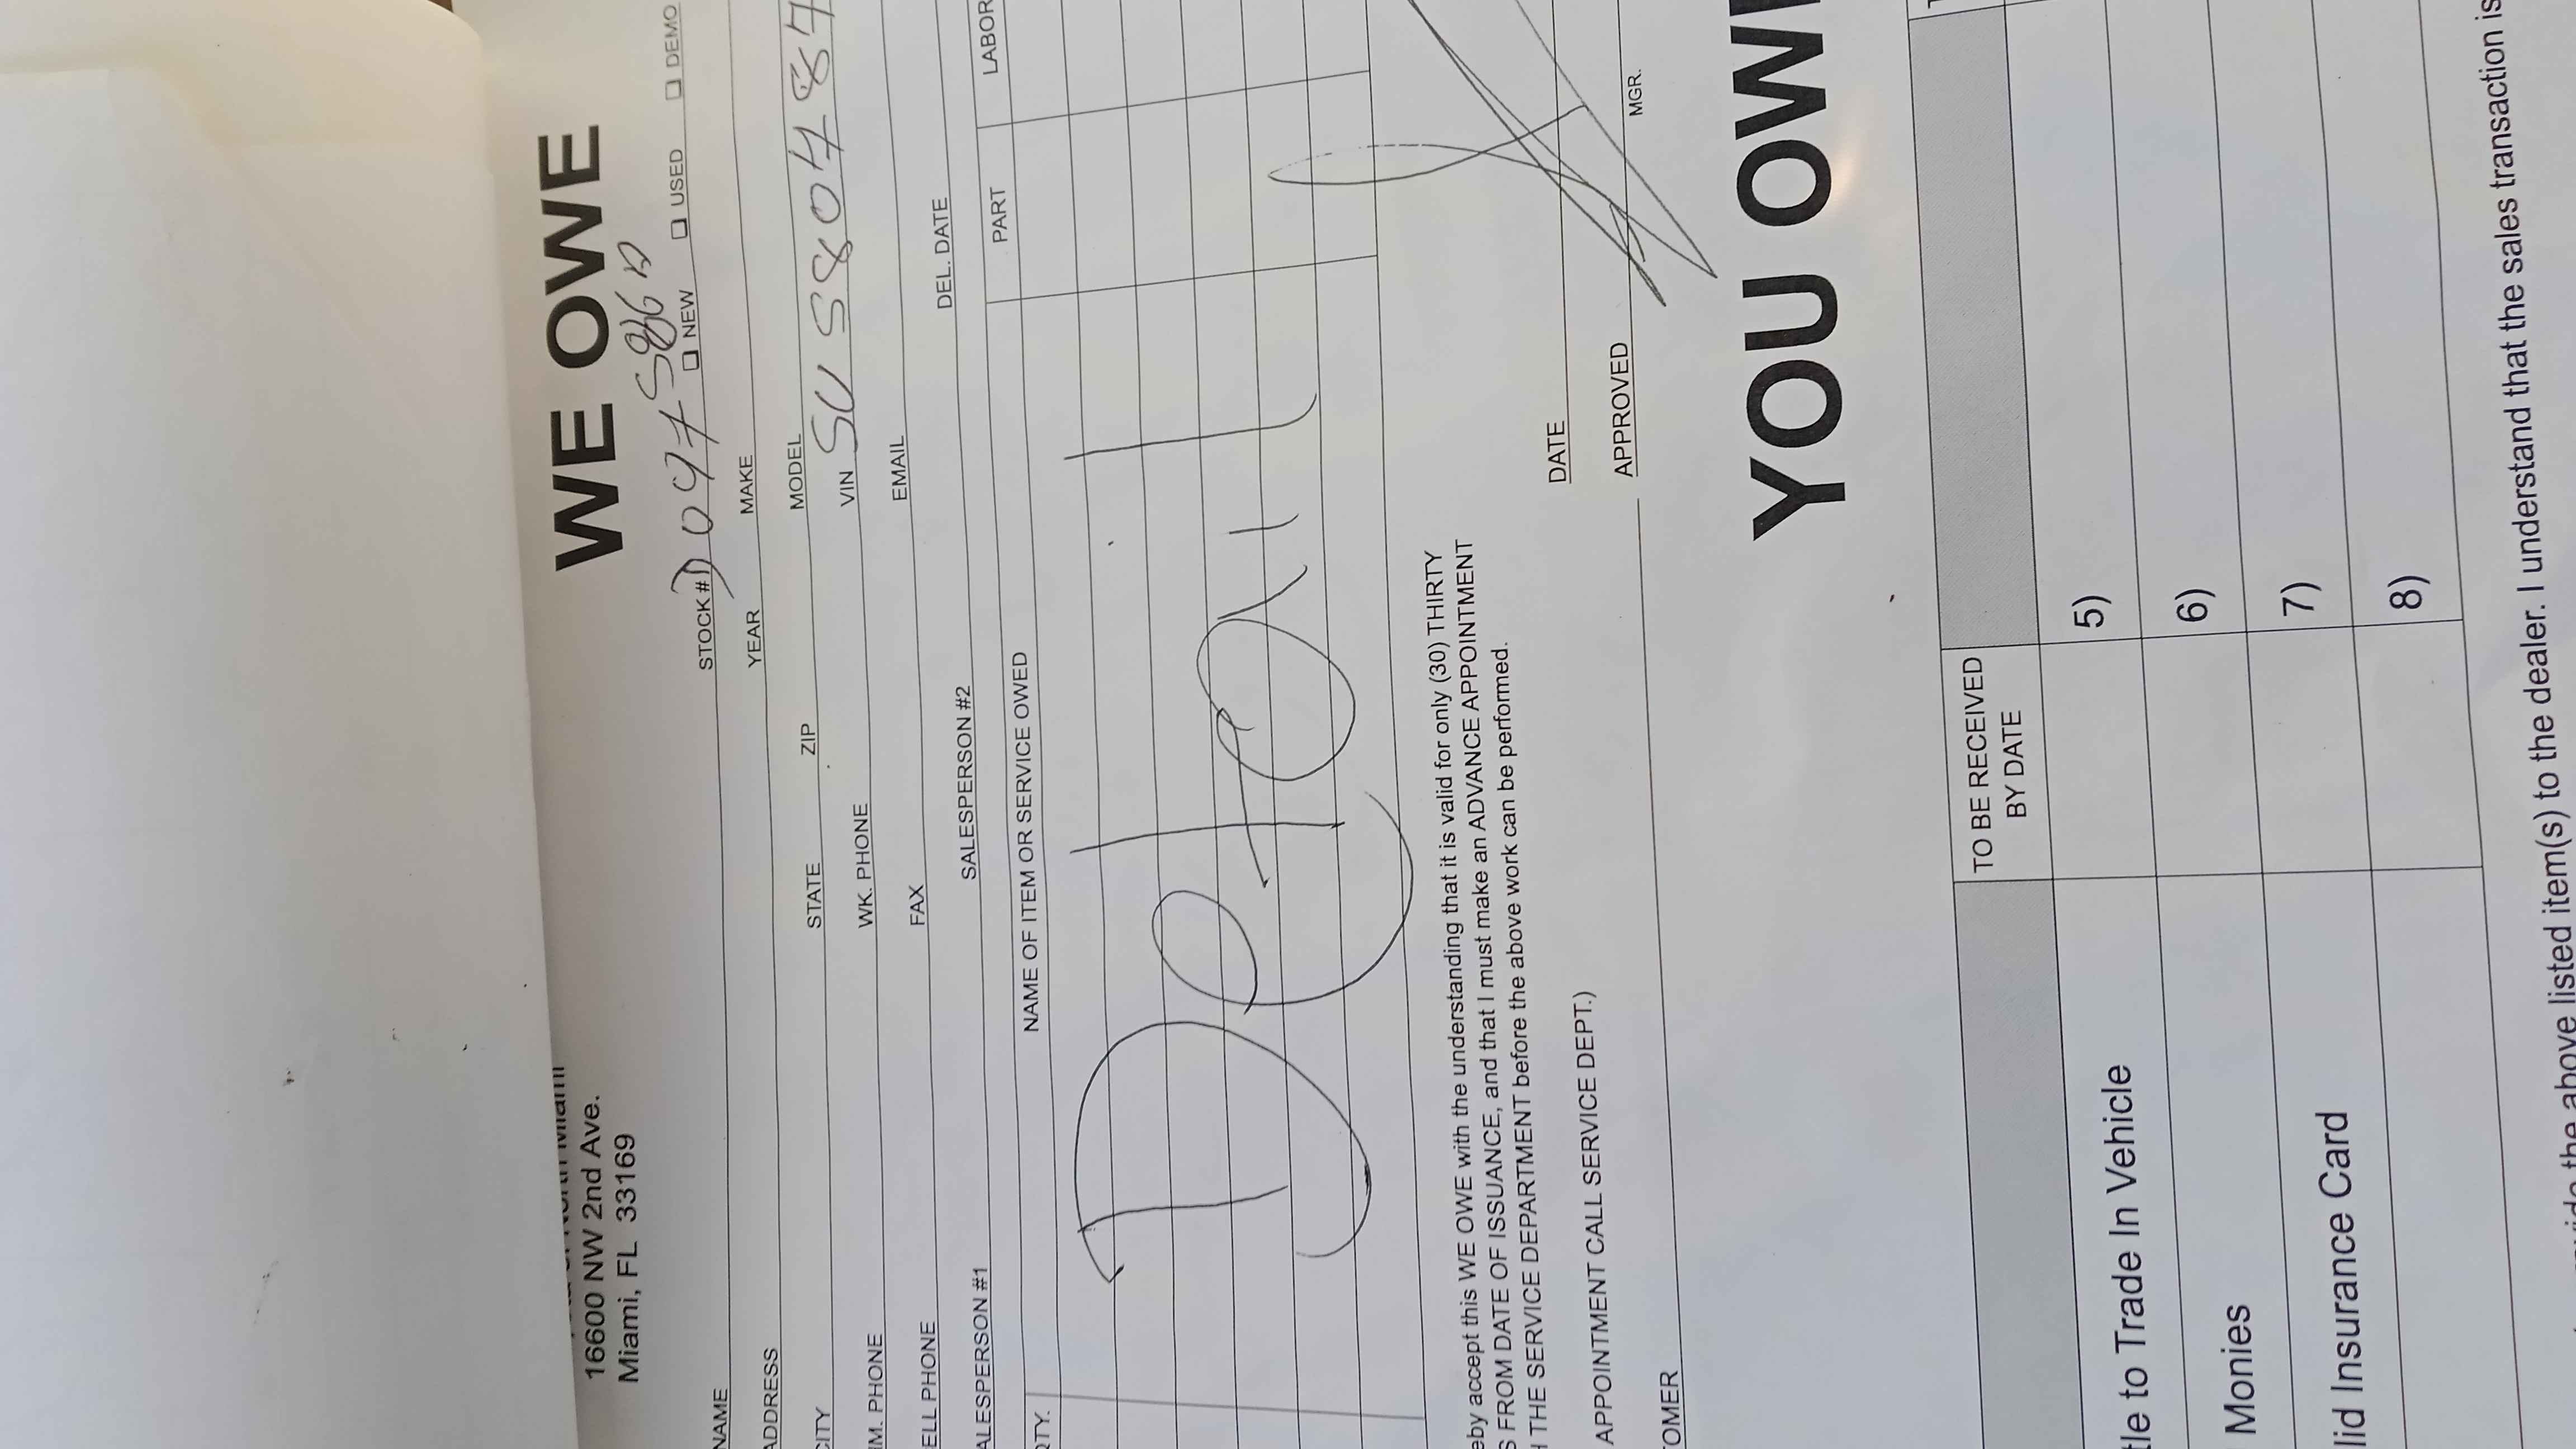 16600 NW 2nd Ave.
Miami, FL 33169
WE OWE
STOCK# D0975868
☐ NEW ☐ USED ☐ DEMO
NAME YEAR MAKE
ADDRESS MODEL
CITY STATE ZIP VIN SUS804884
M. PHONE WK. PHONE EMAIL
ELL PHONE FAX DEL. DATE
ALESPERSON #1 SALESPERSON #2
QTY. NAME OF ITEM OR SERVICE OWED PART LABOR
Detail
eby accept this WE OWE with the understanding that it is valid for only (30) THIRTY
S FROM DATE OF ISSUANCE, and that I must make an ADVANCE APPOINTMENT
H THE SERVICE DEPARTMENT before the above work can be performed.
DATE
APPOINTMENT CALL SERVICE DEPT.)
APPROVED MGR.
TOMER
YOU OW
TO BE RECEIVED
BY DATE
tle to Trade In Vehicle 5)
Monies 6)
lid Insurance Card 7)
8)
vide the above listed item(s) to the dealer. I understand that the sales transaction is